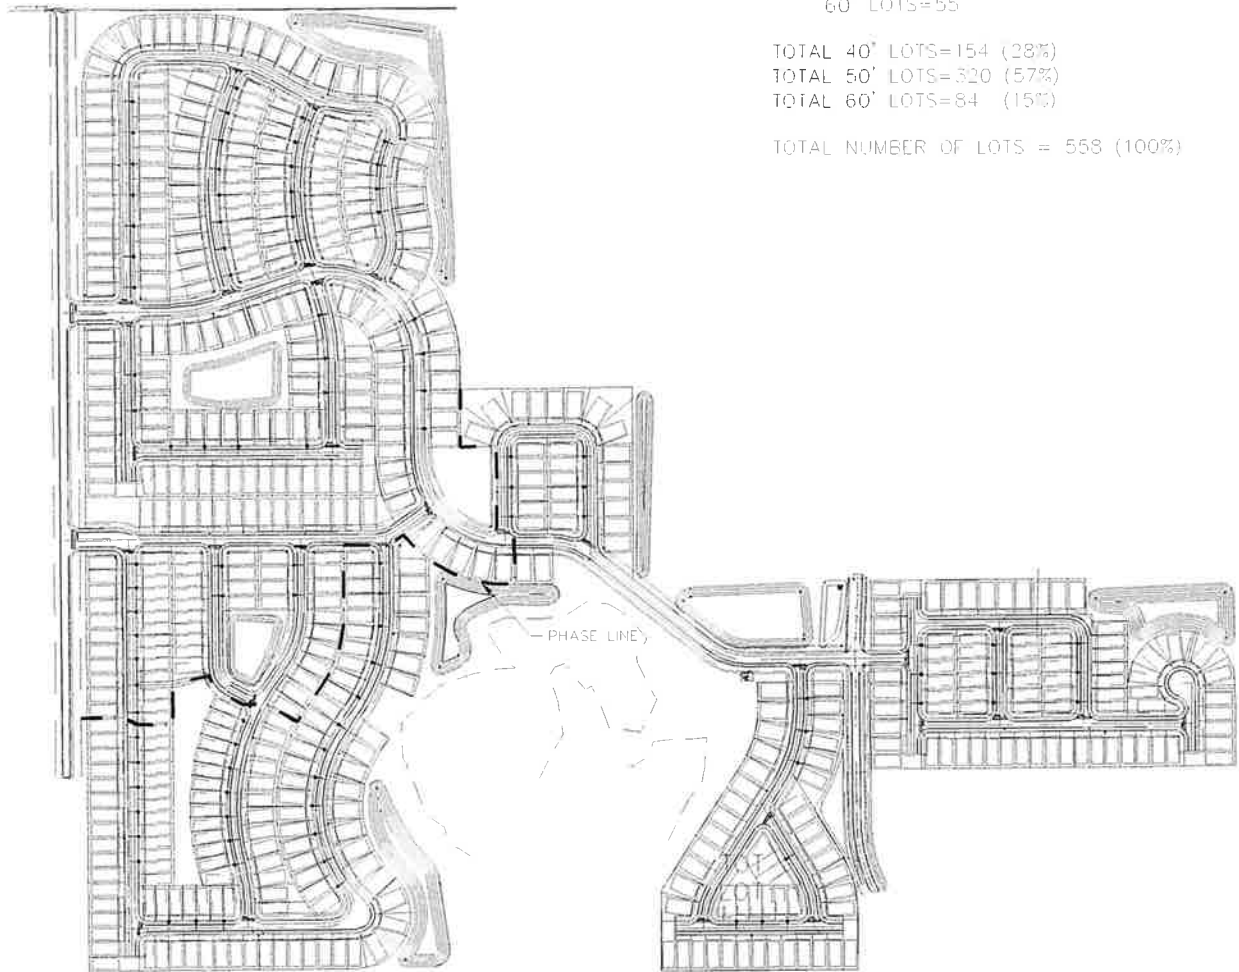 60' LOTS=55
TOTAL 40' LOTS=154 (28%)
TOTAL 50' LOTS=320 (57%)
TOTAL 60' LOTS=84 (15%)
TOTAL NUMBER OF LOTS = 558 (100%)
PHASE LINE